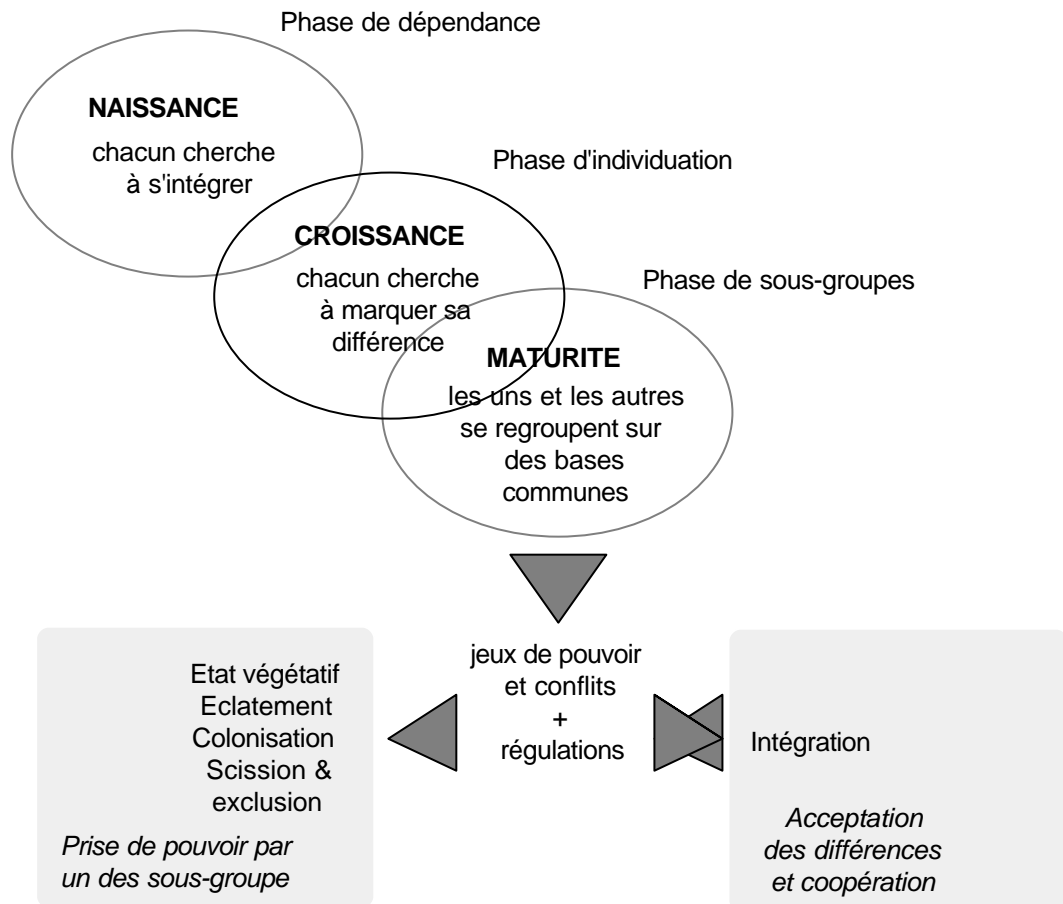 Phase de dépendance
NAISSANCE
chacun cherche
à s'intégrer
Phase d'individuation
CROISSANCE
chacun cherche
à marquer sa
différence
Phase de sous-groupes
MATURITE
les uns et les autres
se regroupent sur
des bases
communes
jeux de pouvoir
et conflits
+
régulations
Etat végétatif
Eclatement
Colonisation
Scission &
exclusion
Prise de pouvoir par
un des sous-groupe
Intégration
Acceptation
des différences
et coopération